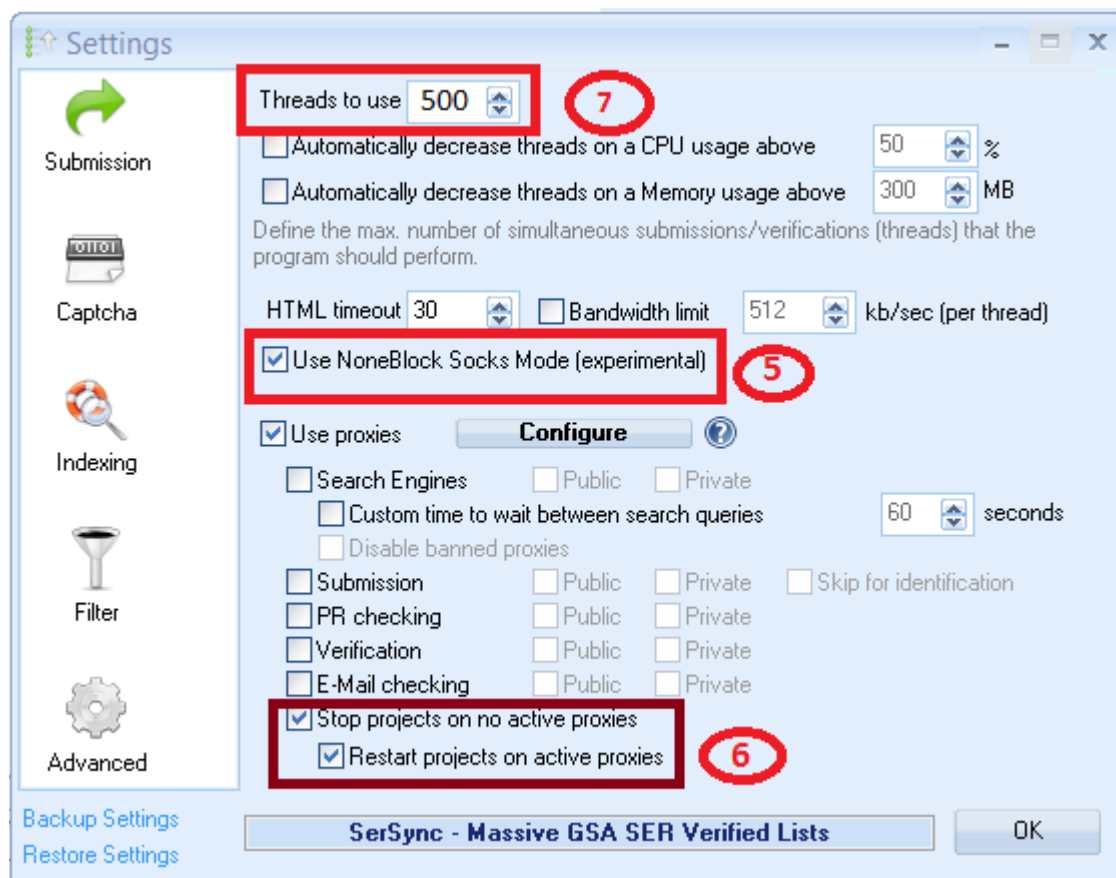 Settings
Threads to use 500 7
Automatically decrease threads on a CPU usage above 50 %
Automatically decrease threads on a Memory usage above 300 MB
Define the max. number of simultaneous submissions/verifications (threads) that the
program should perform.
HTML timeout 30 Bandwidth limit 512 kb/sec (per thread)
Use NoneBlock Socks Mode (experimental) 5
Use proxies Configure ?
Search Engines Public Private
Custom time to wait between search queries 60 seconds
Disable banned proxies
Submission Public Private Skip for identification
PR checking Public Private
Verification Public Private
E-Mail checking Public Private
Stop projects on no active proxies
Restart projects on active proxies 6
Submission
01101
Captcha
Indexing
Filter
Advanced
Backup Settings
Restore Settings
SerSync - Massive GSA SER Verified Lists
OK